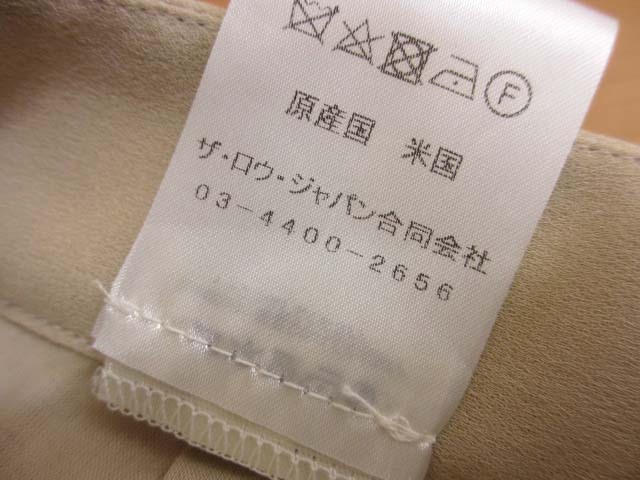 F
原産国 米国
ザ・ロウ・ジャパン合同会社
03-4400-2656